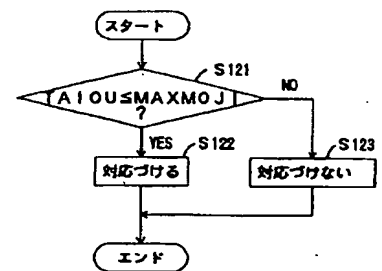 スタート
S121
AIOU≦MAXMOJ
?
NO
YES
S122
S123
対応づける
対応づけない
エンド